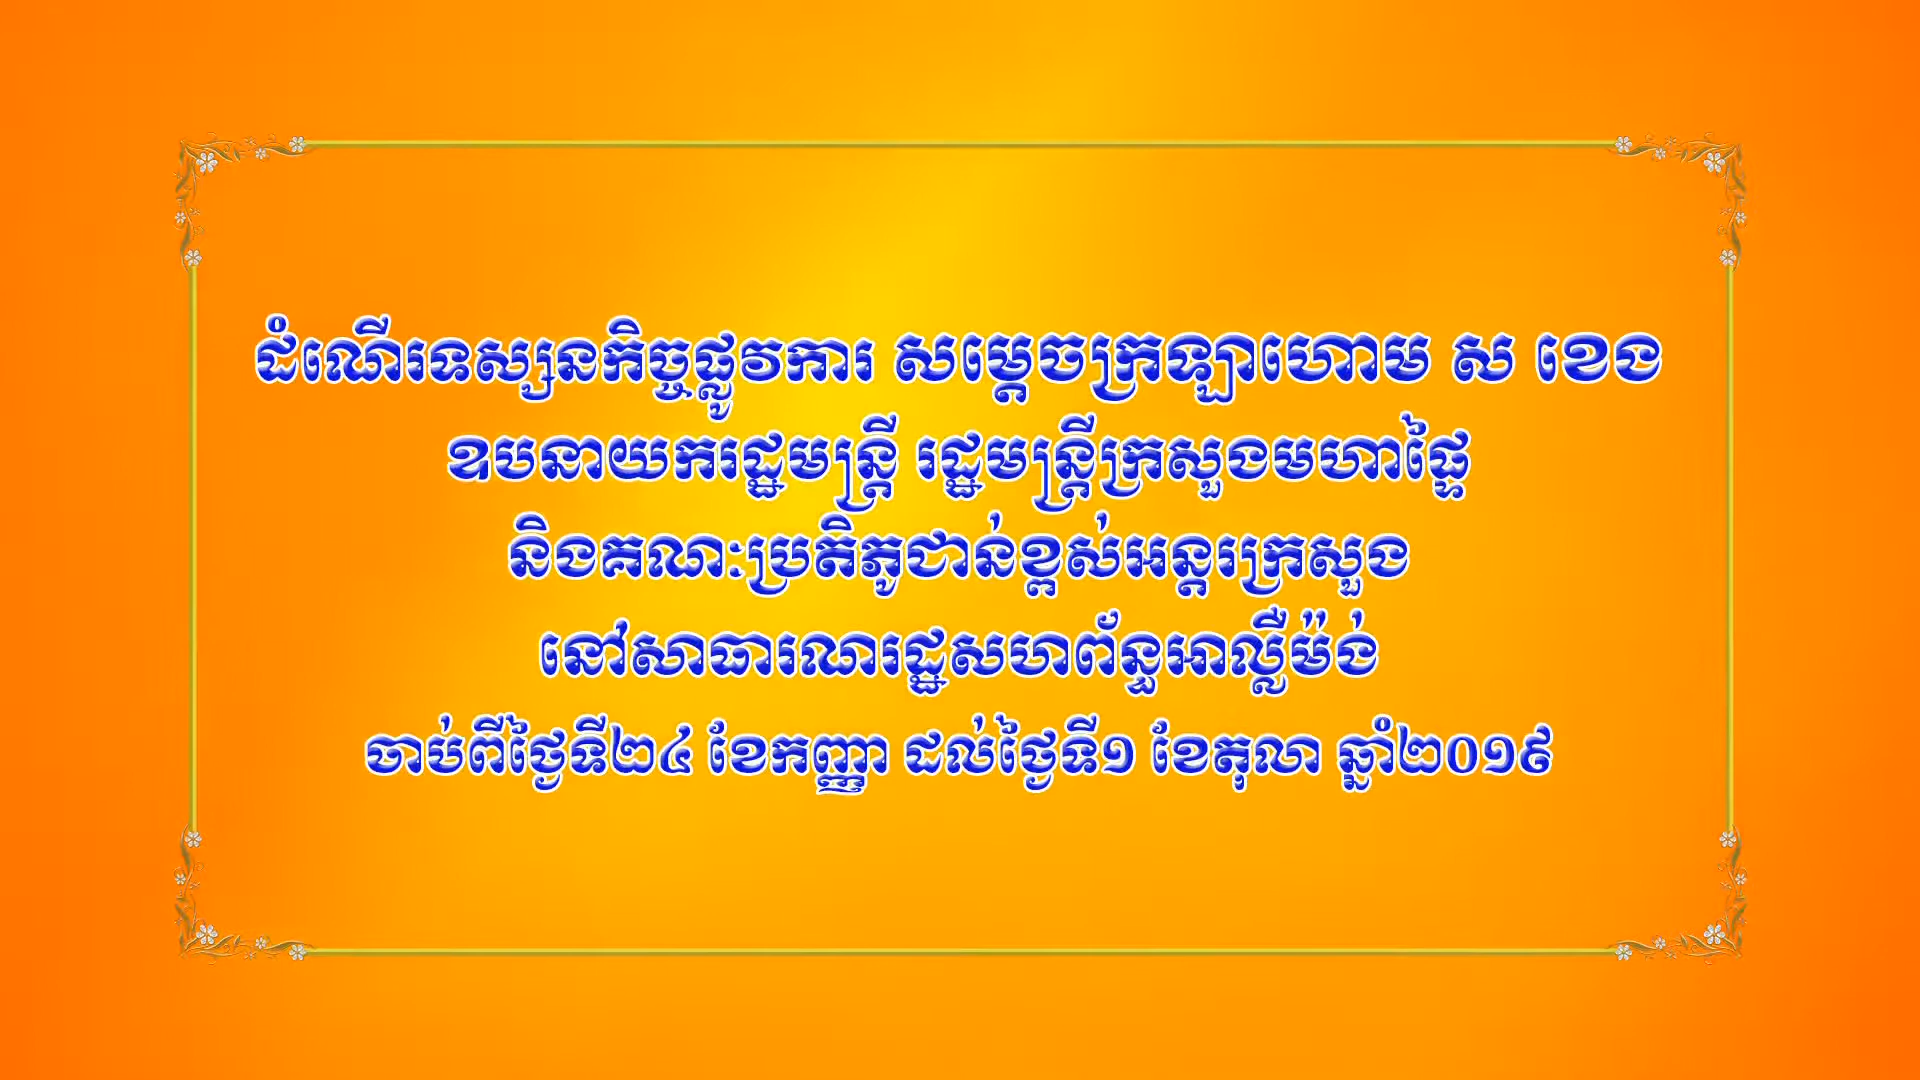 ដំណើរទស្សនកិច្ចផ្លូវការ សម្ដេចក្រឡាហោម ស ខេង
ឧបនាយករដ្ឋមន្ត្រី រដ្ឋមន្ត្រីក្រសួងមហាផ្ទៃ
និងគណៈប្រតិភូជាន់ខ្ពស់អន្តរក្រសួង
នៅសាធារណរដ្ឋសហព័ន្ធអាល្លឺម៉ង់
ចាប់ពីថ្ងៃទី២៤ ខែកញ្ញា ដល់ថ្ងៃទី១ ខែតុលា ឆ្នាំ២០១៩